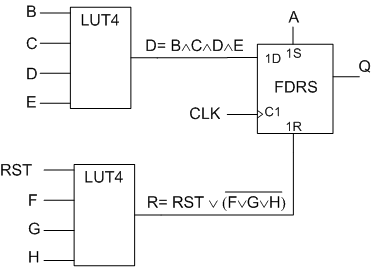 B
C
D
E
LUT4
D= B∧C∧D∧E
A
1D
1S
FDRS
C1
1R
Q
CLK
RST
F
G
H
LUT4
R= RST ∨ (F̅∨̅G̅∨̅H̅)